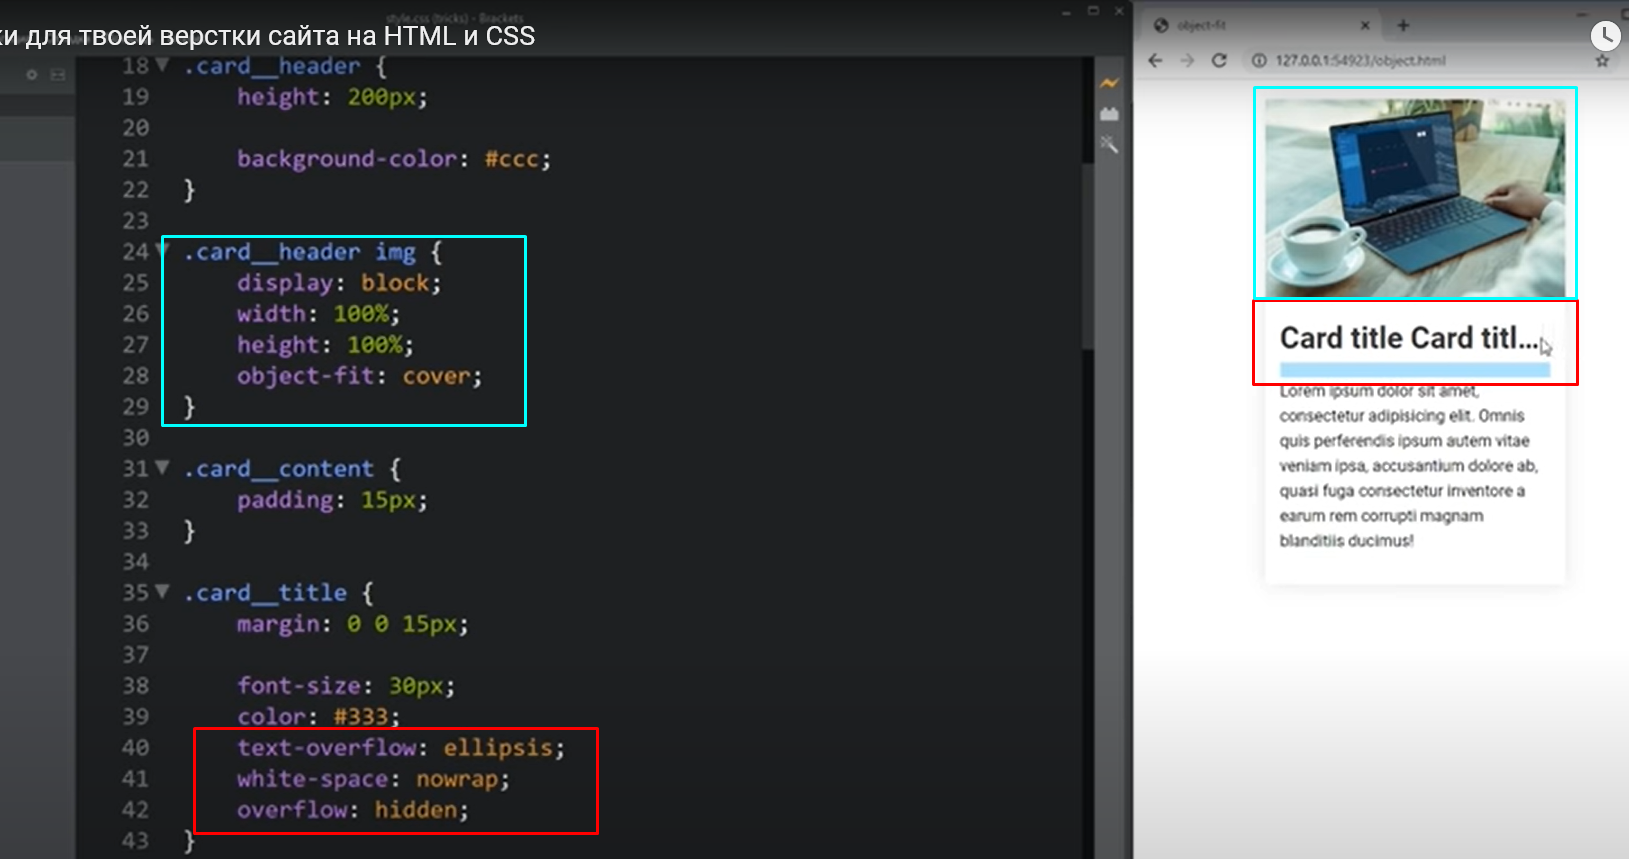 style.css (tricks) - Brackets
ки для твоей верстки сайта на HTML и CSS
18 .card__header {
19 height: 200px;
20
21 background-color: #ccc;
22 }
23
24 .card__header img {
25 display: block;
26 width: 100%;
27 height: 100%;
28 object-fit: cover;
29 }
30
31 .card__content {
32 padding: 15px;
33 }
34
35 .card__title {
36 margin: 0 0 15px;
37
38 font-size: 30px;
39 color: #333;
40 text-overflow: ellipsis;
41 white-space: nowrap;
42 overflow: hidden;
43 }
object-fit
127.0.0.1:54923/object.html
Card title Card titl...
Lorem ipsum dolor sit amet,
consectetur adipisicing elit. Omnis
quis perferendis ipsum autem vitae
veniam ipsa, accusantium dolore ab,
quasi fuga consectetur inventore a
earum rem corrupti magnam
blanditiis ducimus!